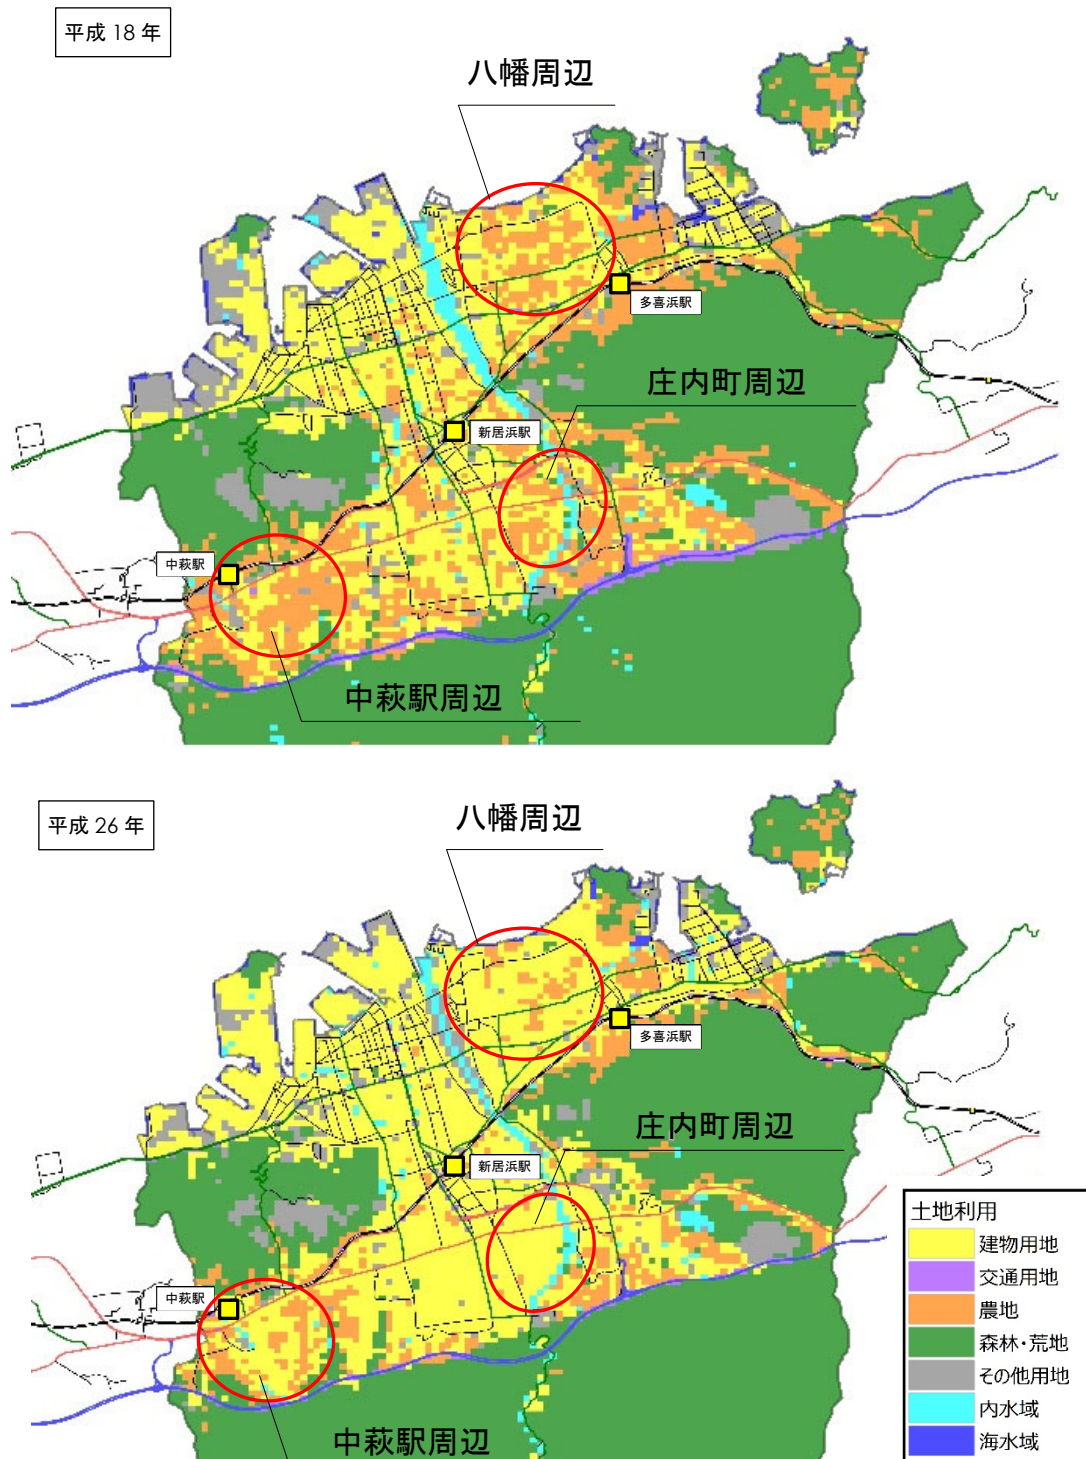 平成 18 年
八幡周辺
多喜浜駅
庄内町周辺
新居浜駅
中萩駅
中萩駅周辺
平成 26 年
八幡周辺
多喜浜駅
庄内町周辺
新居浜駅
中萩駅
中萩駅周辺
土地利用
建物用地
交通用地
農地
森林・荒地
その他用地
内水域
海水域